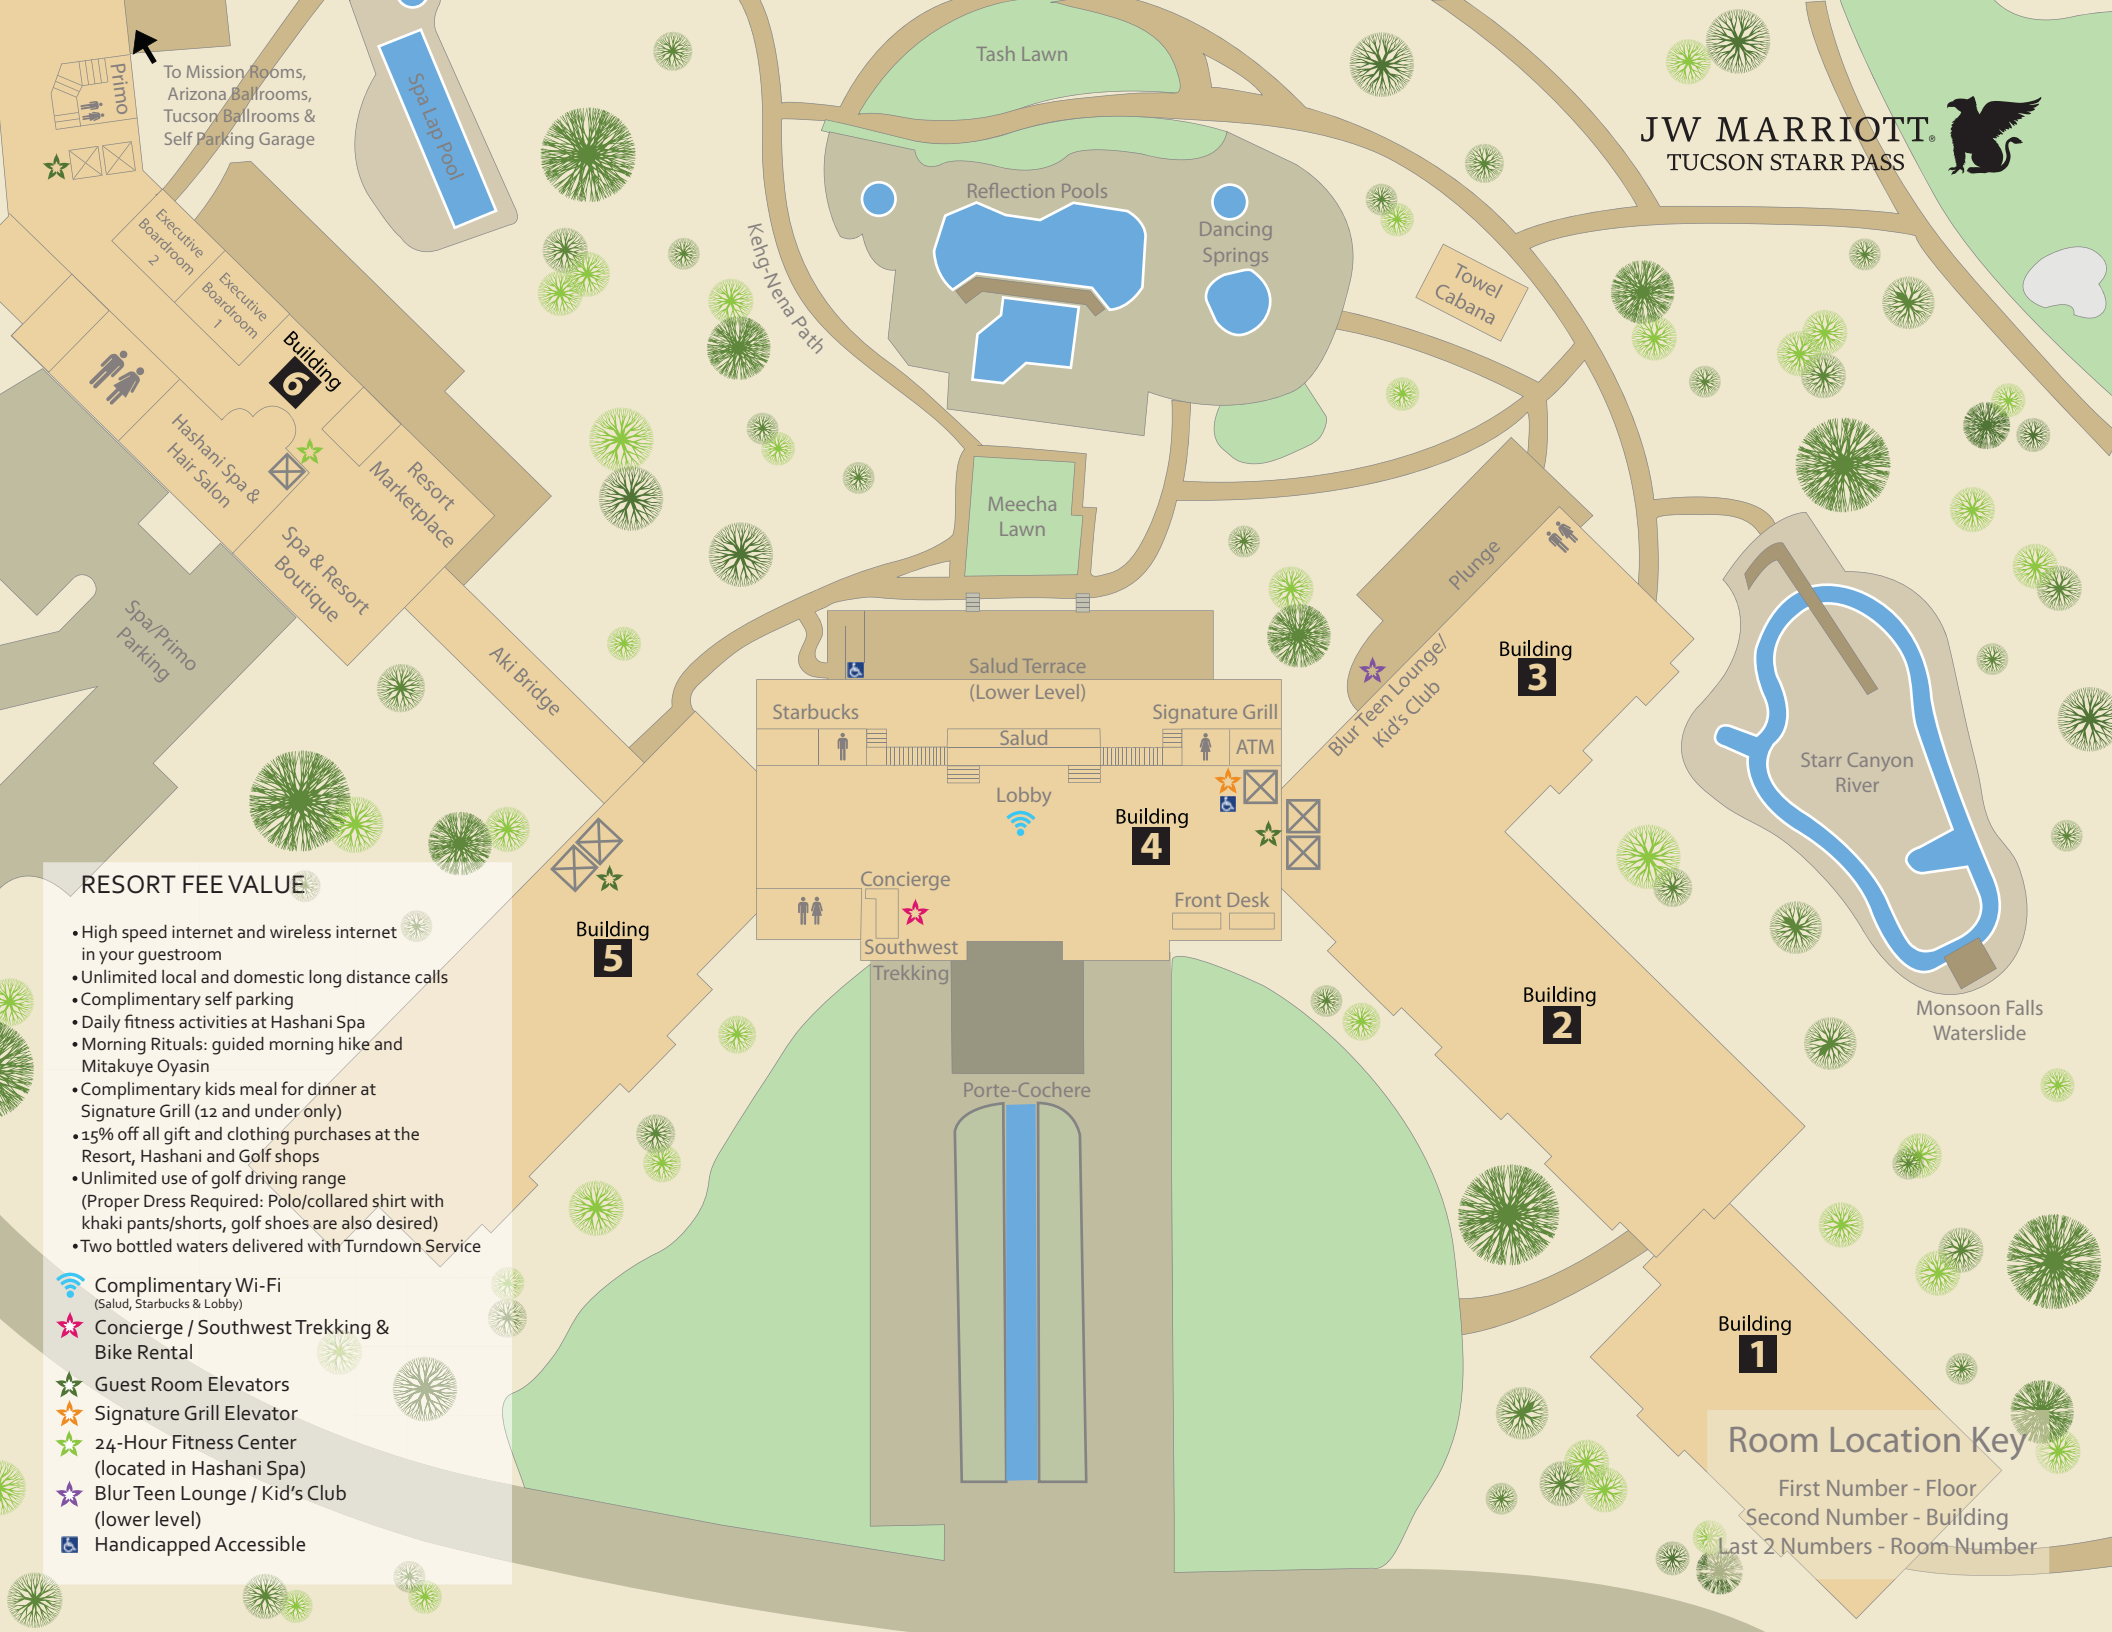 To Mission Rooms,
Arizona Ballrooms,
Tucson Ballrooms &
Self Parking Garage
Primo
Spa Lap Pool
Tash Lawn
JW MARRIOTT®
TUCSON STARR PASS
Reflection Pools
Dancing
Springs
Kehg-Nena Path
Towel
Cabana
Executive
Boardroom
2
Executive
Boardroom
1
Building
6
Hashani Spa &
Hair Salon
Resort
Marketplace
Spa & Resort
Boutique
Spa/Primo
Parking
Aki Bridge
Meecha
Lawn
Plunge
Blur Teen Lounge/
Kid's Club
Building
3
Salud Terrace
(Lower Level)
Starbucks
Signature Grill
Salud
ATM
Lobby
Building
4
Concierge
Front Desk
Southwest
Trekking
Starr Canyon
River
Building
5
Building
2
Monsoon Falls
Waterslide
Porte-Cochere
Building
1
RESORT FEE VALUE
• High speed internet and wireless internet
in your guestroom
• Unlimited local and domestic long distance calls
• Complimentary self parking
• Daily fitness activities at Hashani Spa
• Morning Rituals: guided morning hike and
Mitakuye Oyasin
• Complimentary kids meal for dinner at
Signature Grill (12 and under only)
• 15% off all gift and clothing purchases at the
Resort, Hashani and Golf shops
• Unlimited use of golf driving range
(Proper Dress Required: Polo/collared shirt with
khaki pants/shorts, golf shoes are also desired)
• Two bottled waters delivered with Turndown Service
Complimentary Wi-Fi
(Salud, Starbucks & Lobby)
Concierge / Southwest Trekking &
Bike Rental
Guest Room Elevators
Signature Grill Elevator
24-Hour Fitness Center
(located in Hashani Spa)
Blur Teen Lounge / Kid's Club
(lower level)
Handicapped Accessible
Room Location Key
First Number - Floor
Second Number - Building
Last 2 Numbers - Room Number